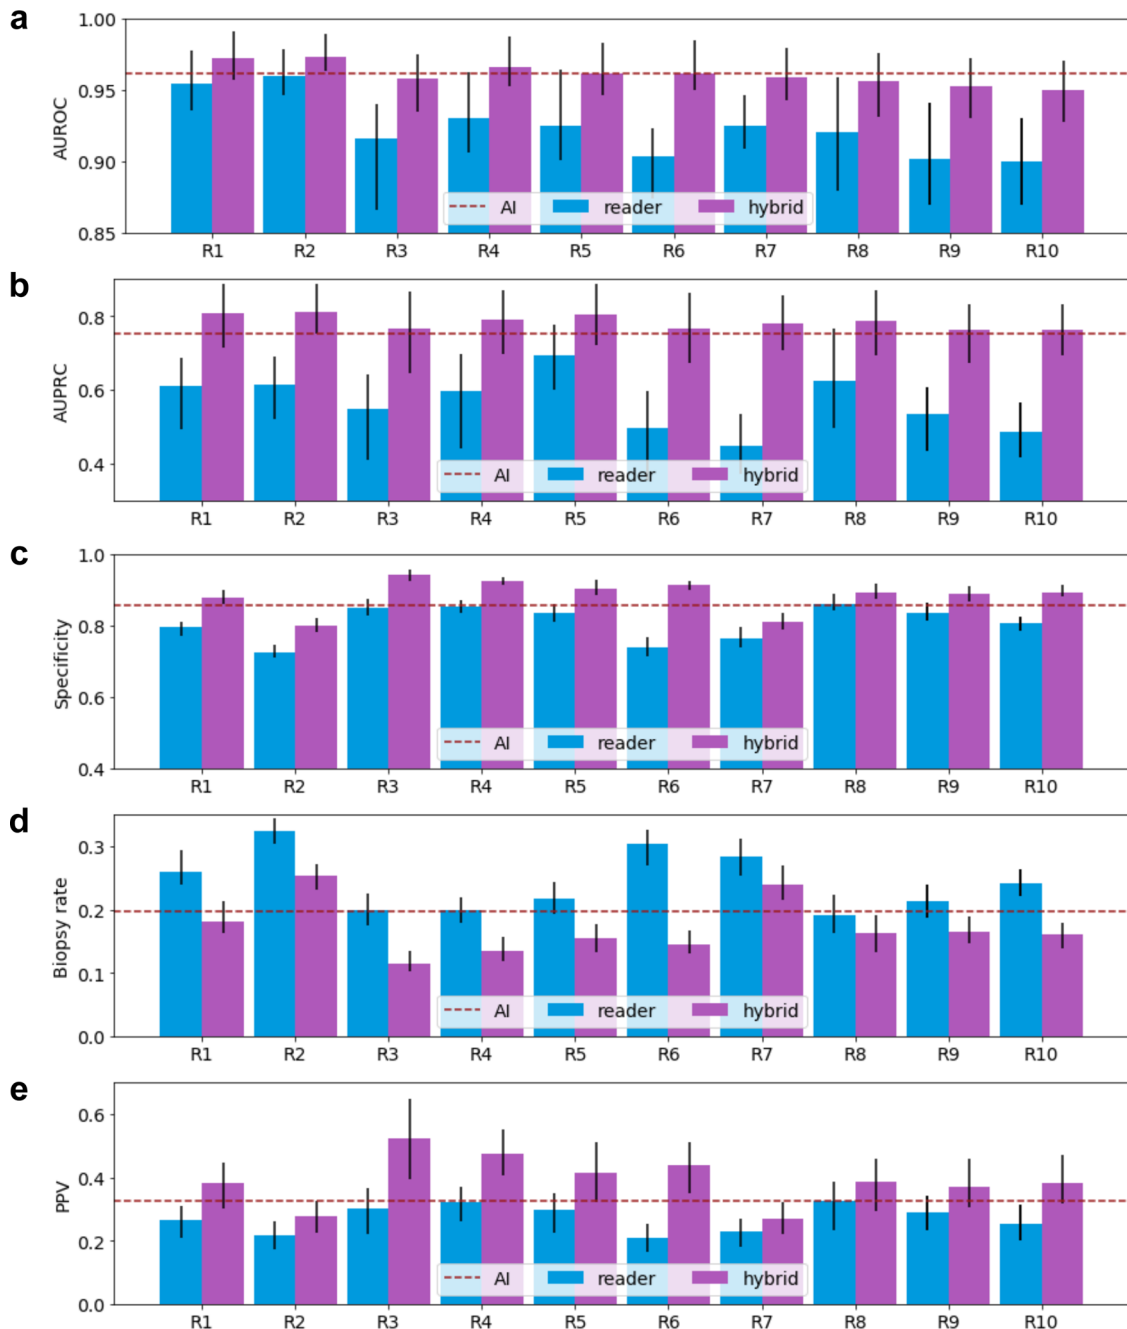 a
1.00
0.95
0.90
0.85
AUROC
AI reader hybrid
R1 R2 R3 R4 R5 R6 R7 R8 R9 R10
b
0.8
0.6
0.4
AUPRC
AI reader hybrid
R1 R2 R3 R4 R5 R6 R7 R8 R9 R10
c
1.0
0.8
0.6
0.4
Specificity
AI reader hybrid
R1 R2 R3 R4 R5 R6 R7 R8 R9 R10
d
0.3
0.2
0.1
0.0
Biopsy rate
AI reader hybrid
R1 R2 R3 R4 R5 R6 R7 R8 R9 R10
e
0.6
0.4
0.2
0.0
PPV
AI reader hybrid
R1 R2 R3 R4 R5 R6 R7 R8 R9 R10